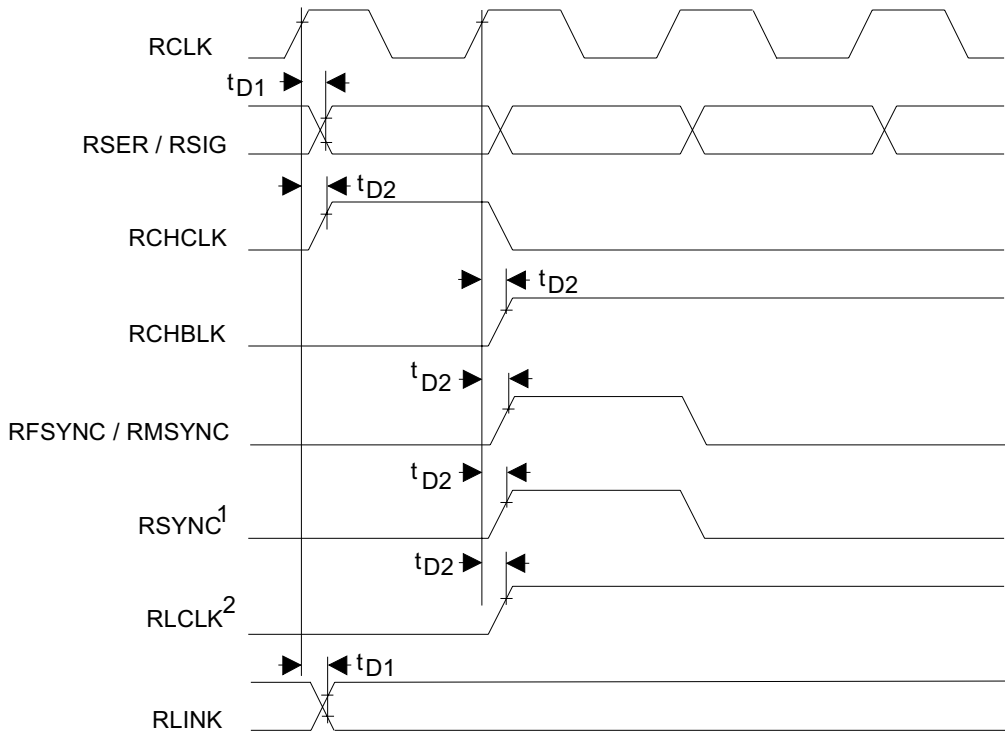 RCLK
tD1
RSER / RSIG
tD2
RCHCLK
tD2
RCHBLK
tD2
RFSYNC / RMSYNC
tD2
RSYNC1
tD2
RLCLK2
tD1
RLINK